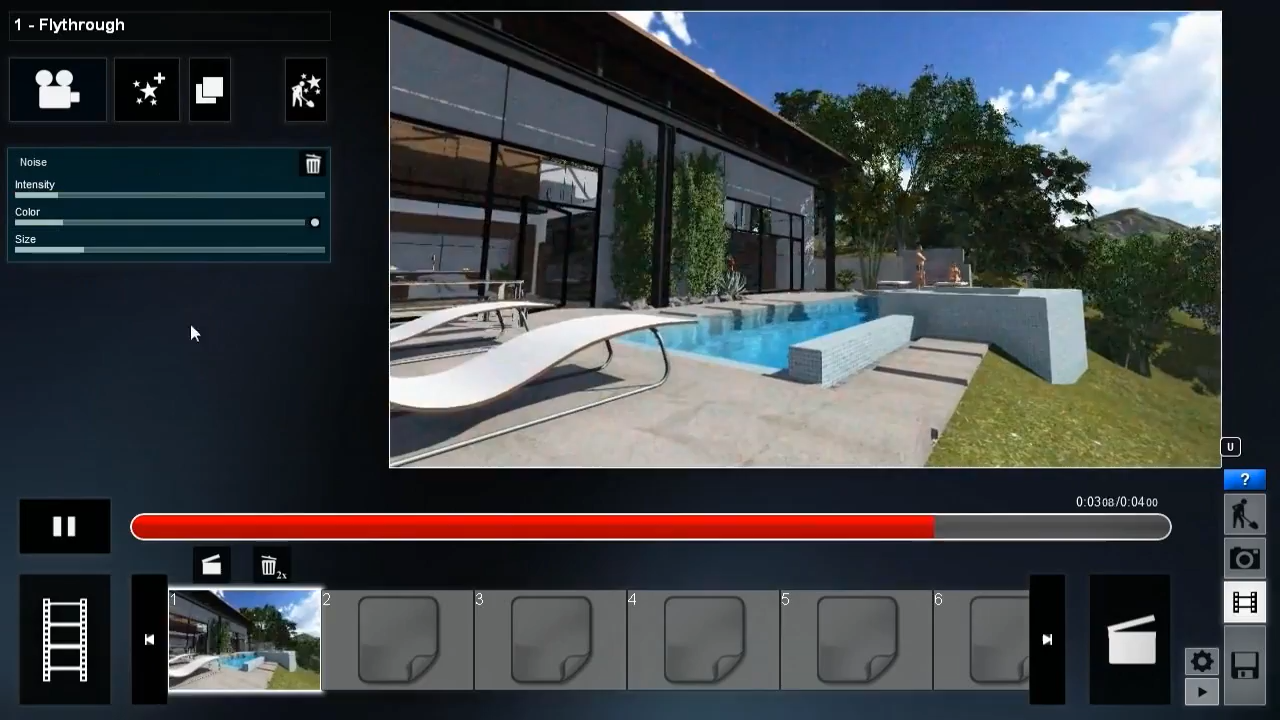 1 - Flythrough
Noise
Intensity
Color
Size
U
?
0:03 08/0:04 00
2x
1
2
3
4
5
6